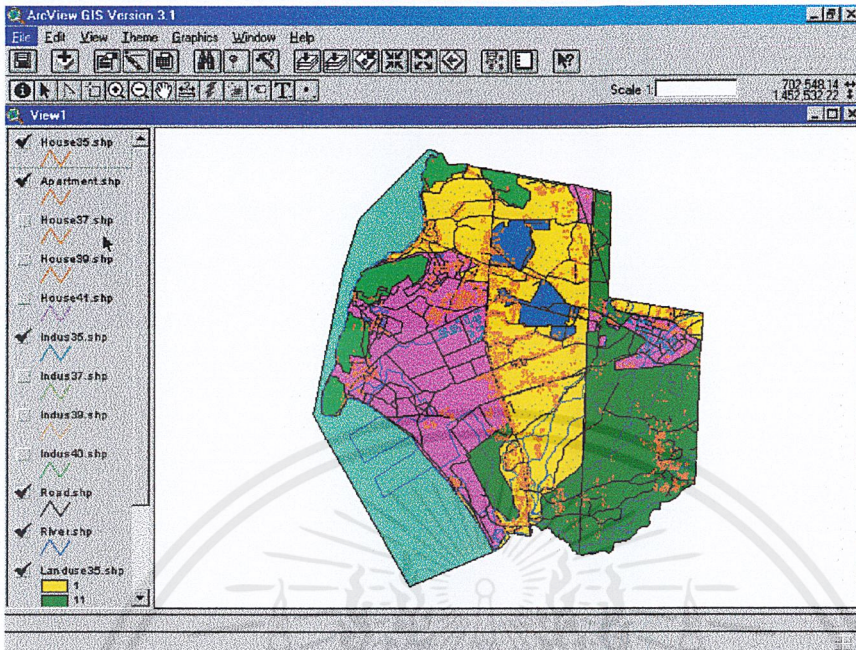 ArcView GIS Version 3.1
File Edit View Theme Graphics Window Help
Scale 1:
702,548.14
1,452,532.22
View1
House35.shp
Apartment.shp
House37.shp
House39.shp
House41.shp
Indus35.shp
Indus37.shp
Indus39.shp
Indus40.shp
Road.shp
River.shp
Landuse35.shp
1
11